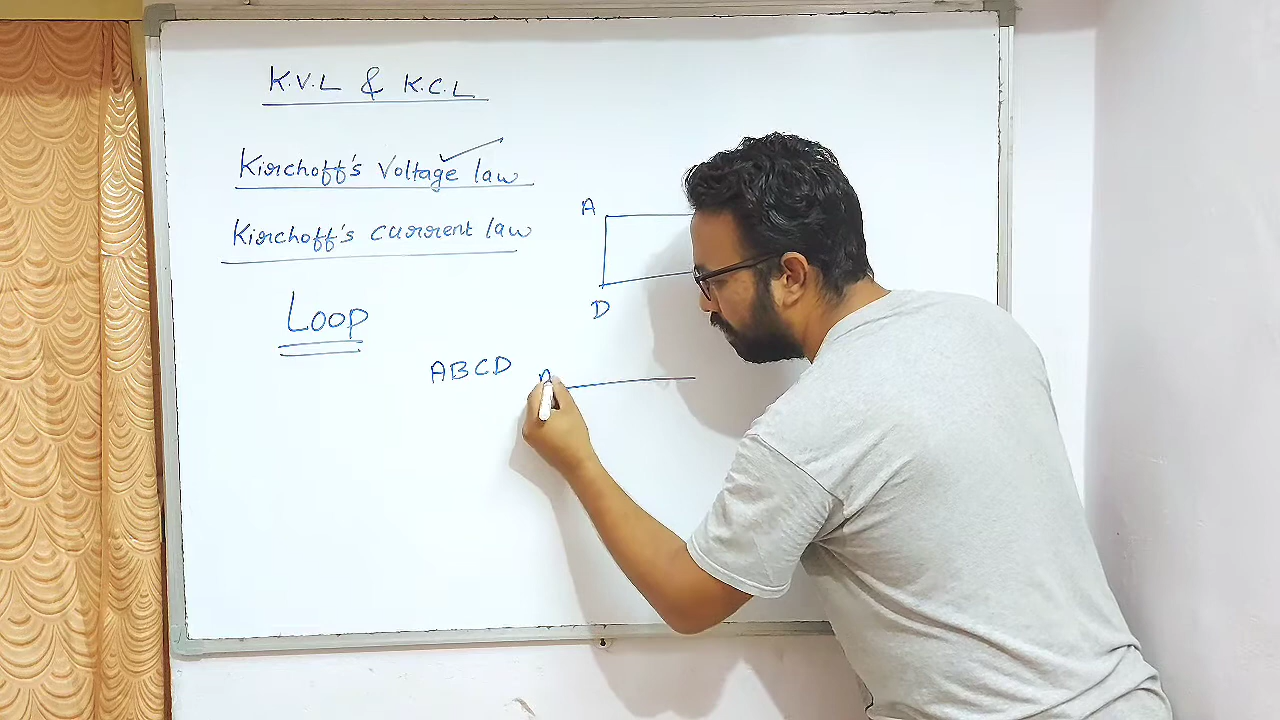 K.V.L & K.C.L
Kirchoff's Voltage law
Kirchoff's current law
Loop
A
D
ABCD